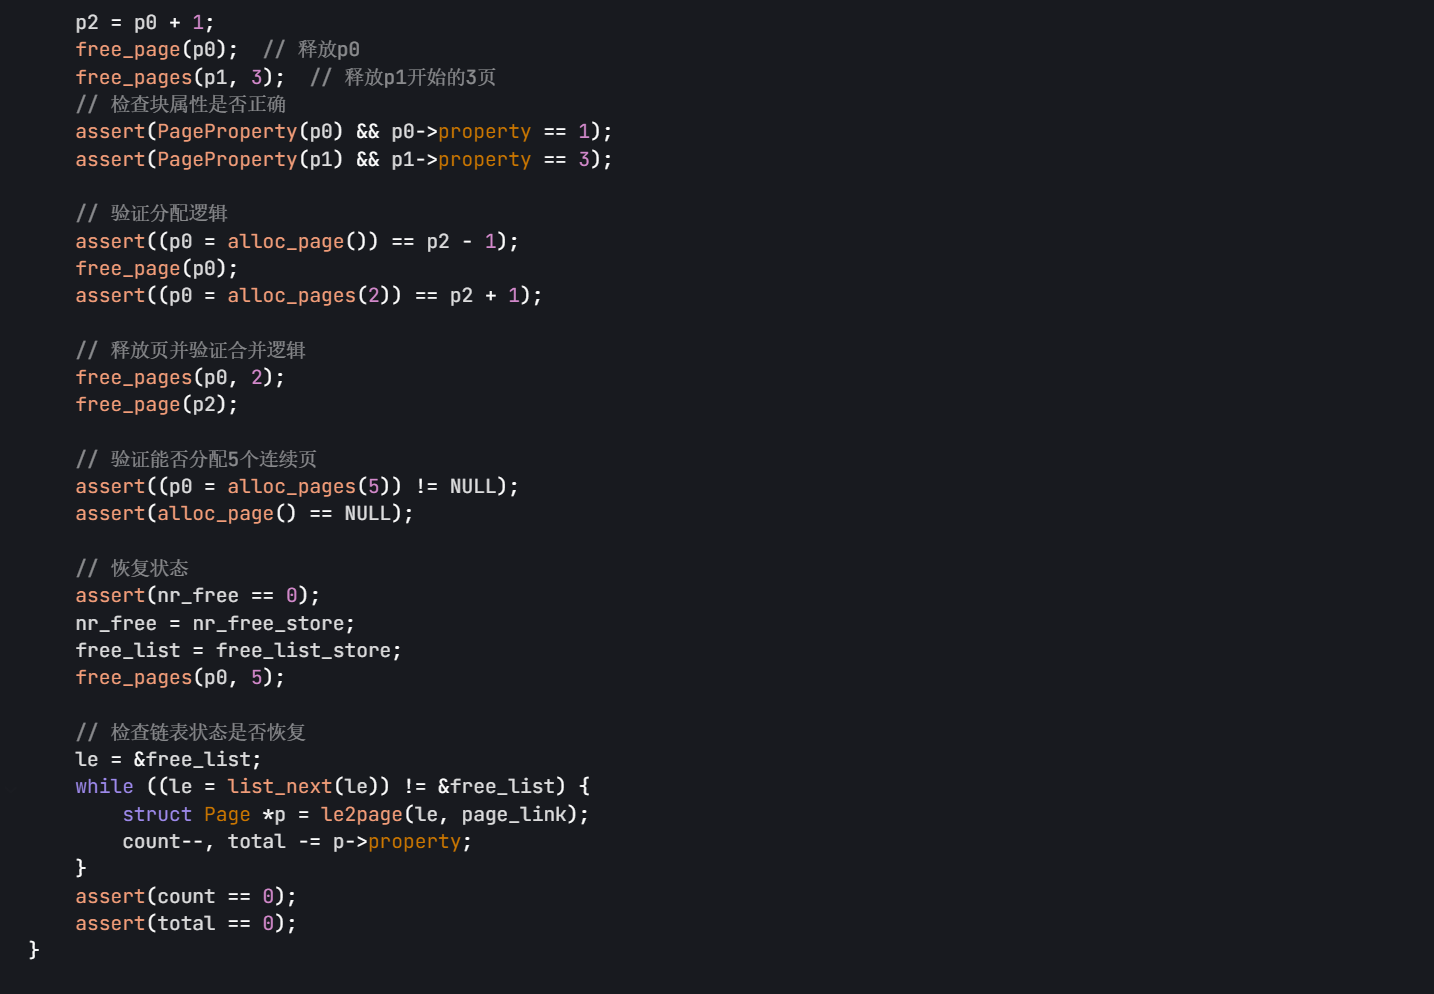 p2 = p0 + 1;
free_page(p0);  // 释放p0
free_pages(p1, 3);  // 释放p1开始的3页
// 检查块属性是否正确
assert(PageProperty(p0) && p0->property == 1);
assert(PageProperty(p1) && p1->property == 3);
// 验证分配逻辑
assert((p0 = alloc_page()) == p2 - 1);
free_page(p0);
assert((p0 = alloc_pages(2)) == p2 + 1);
// 释放页并验证合并逻辑
free_pages(p0, 2);
free_page(p2);
// 验证能否分配5个连续页
assert((p0 = alloc_pages(5)) != NULL);
assert(alloc_page() == NULL);
// 恢复状态
assert(nr_free == 0);
nr_free = nr_free_store;
free_list = free_list_store;
free_pages(p0, 5);
// 检查链表状态是否恢复
le = &free_list;
while ((le = list_next(le)) != &free_list) {
struct Page *p = le2page(le, page_link);
count--, total -= p->property;
}
assert(count == 0);
assert(total == 0);
}